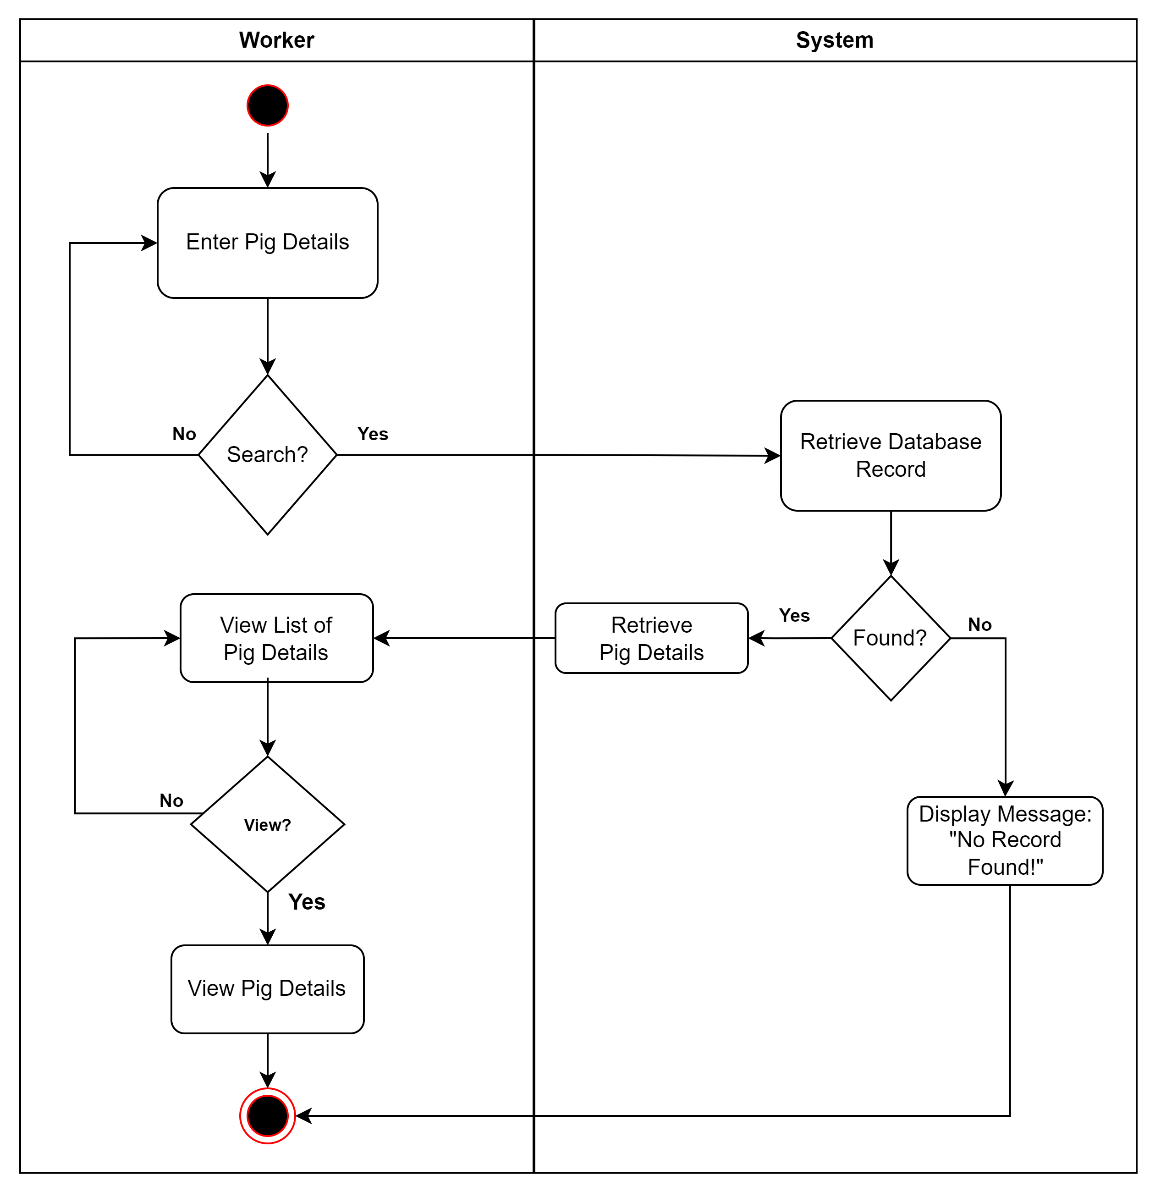 Worker
System
Enter Pig Details
No
Search?
Yes
Retrieve Database
Record
View List of
Pig Details
Retrieve
Pig Details
Yes
Found?
No
No
View?
Yes
Display Message:
"No Record
Found!"
View Pig Details